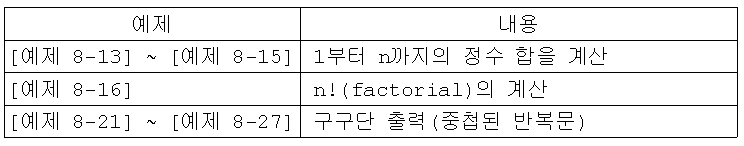 예제 내용
[예제 8-13] ~ [예제 8-15] 1부터 n까지의 정수 합을 계산
[예제 8-16] n!(factorial)의 계산
[예제 8-21] ~ [예제 8-27] 구구단 출력(중첩된 반복문)